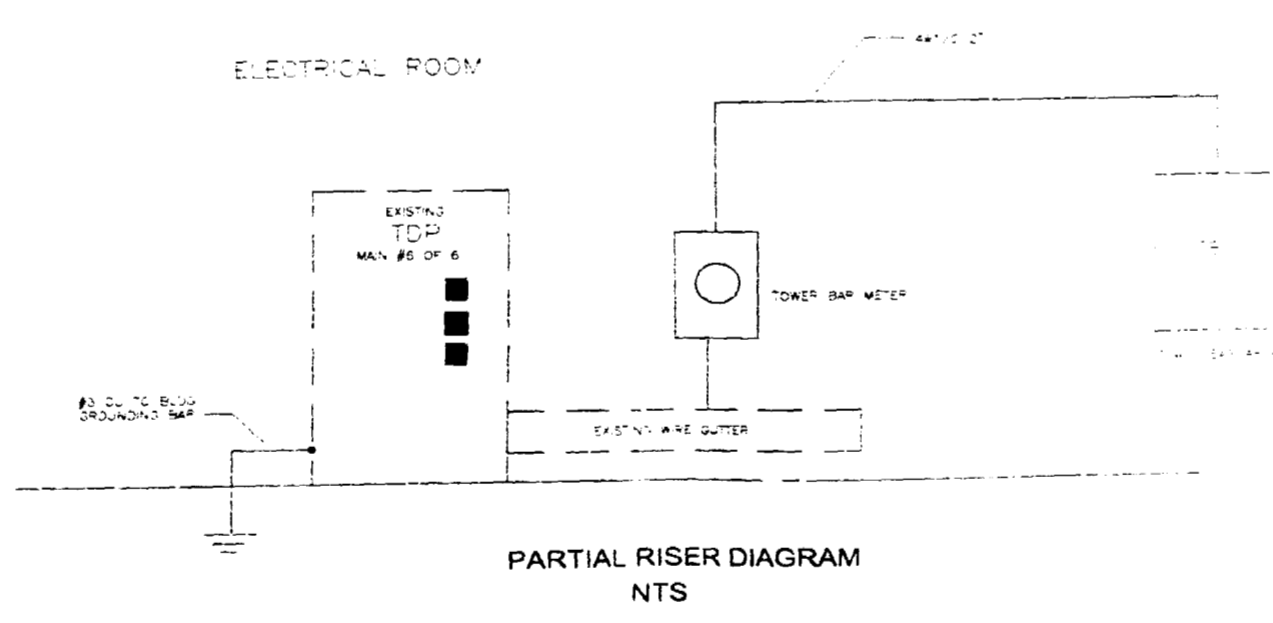 ELECTRICAL ROOM
EXISTING
TDP
MAIN #6 OF 6
TOWER BAR METER
#3 CU TO BLDG
GROUNDING BAR
EXISTING WIRE GUTTER
PARTIAL RISER DIAGRAM
NTS